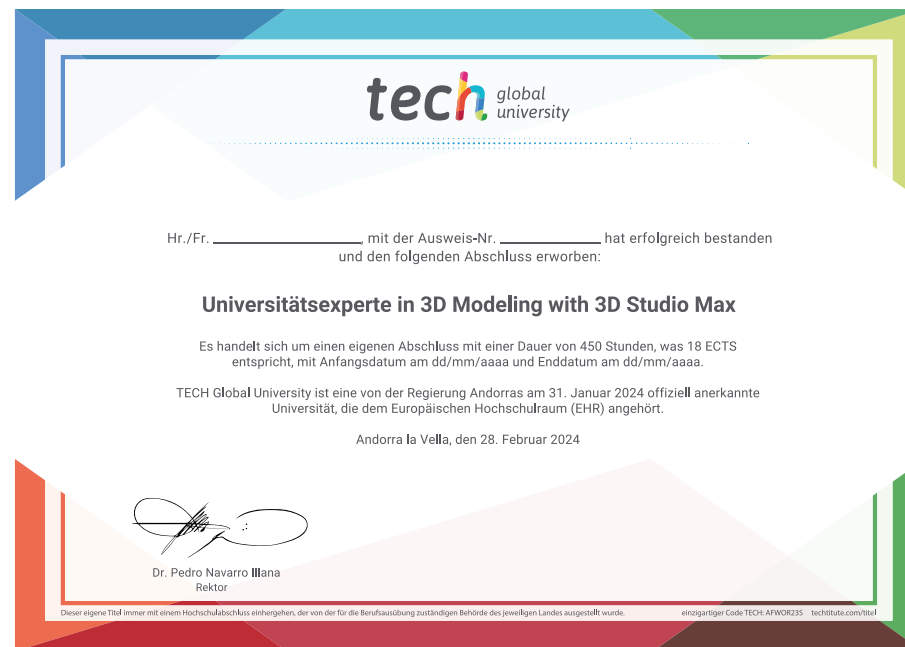 tech global university
Hr./Fr. ____________________, mit der Ausweis-Nr. ______________ hat erfolgreich bestanden
und den folgenden Abschluss erworben:
Universitätsexperte in 3D Modeling with 3D Studio Max
Es handelt sich um einen eigenen Abschluss mit einer Dauer von 450 Stunden, was 18 ECTS
entspricht, mit Anfangsdatum am dd/mm/aaaa und Enddatum am dd/mm/aaaa.
TECH Global University ist eine von der Regierung Andorras am 31. Januar 2024 offiziell anerkannte
Universität, die dem Europäischen Hochschulraum (EHR) angehört.
Andorra la Vella, den 28. Februar 2024
Dr. Pedro Navarro Illana
Rektor
Dieser eigene Titel immer mit einem Hochschulabschluss einhergehen, der von der für die Berufsausübung zuständigen Behörde des jeweiligen Landes ausgestellt wurde. einzigartiger Code TECH: AFWOR23S techtitute.com/titel